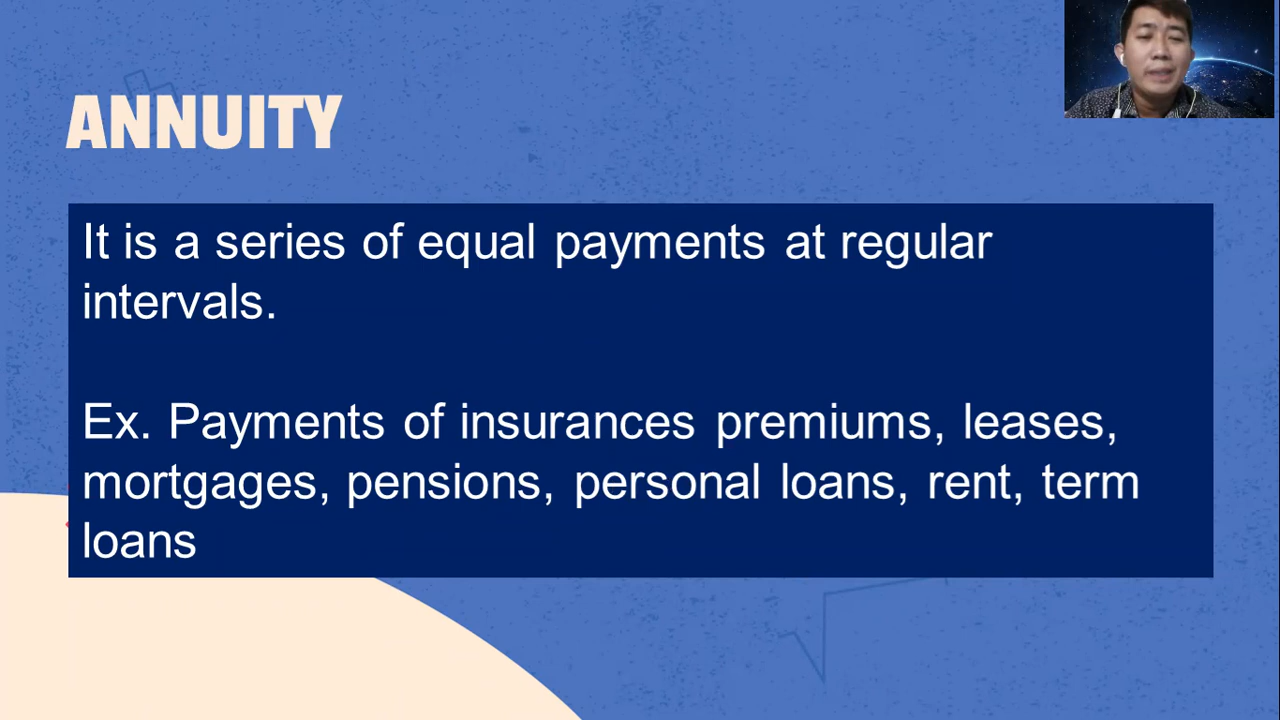 ANNUITY
It is a series of equal payments at regular
intervals.
Ex. Payments of insurances premiums, leases,
mortgages, pensions, personal loans, rent, term
loans